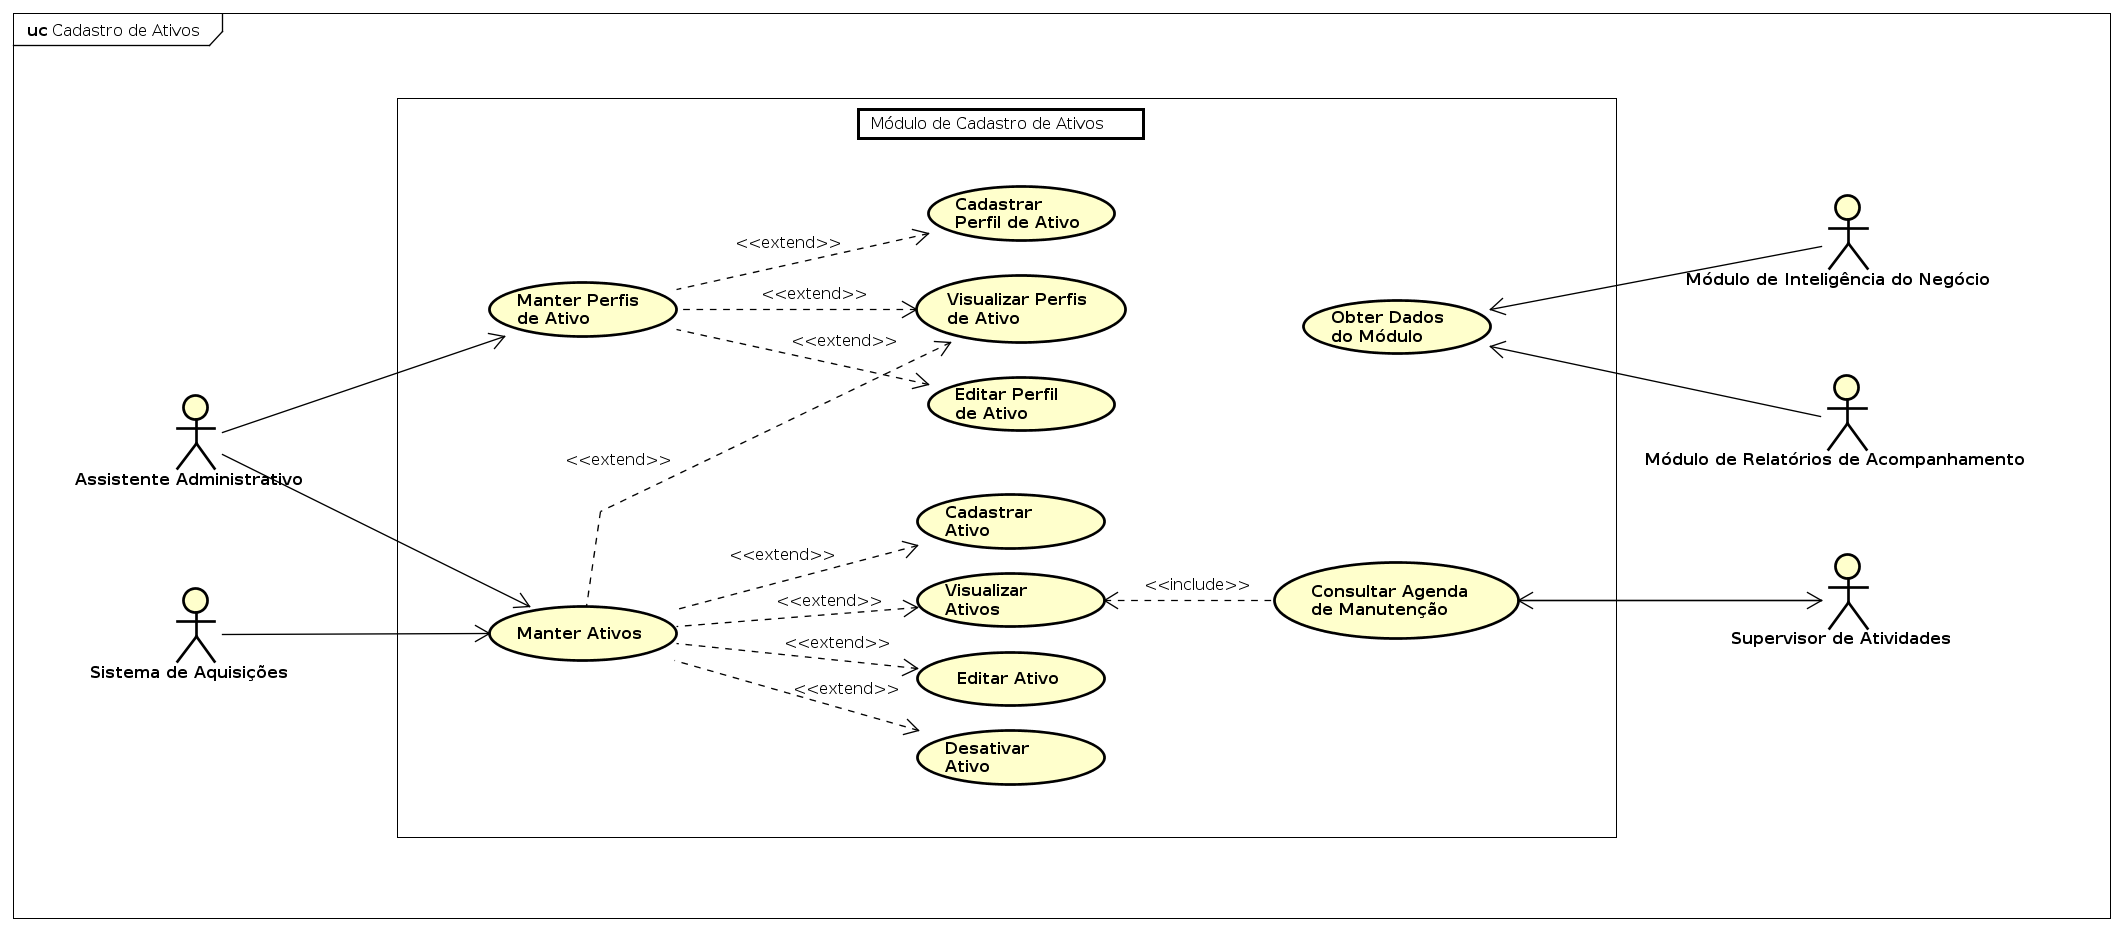 uc Cadastro de Ativos
Módulo de Cadastro de Ativos
Cadastrar
Perfil de Ativo
<<extend>>
Manter Perfis
de Ativo
<<extend>>
Visualizar Perfis
de Ativo
<<extend>>
Editar Perfil
de Ativo
Obter Dados
do Módulo
Módulo de Inteligência do Negócio
Módulo de Relatórios de Acompanhamento
Assistente Administrativo
<<extend>>
Cadastrar
Ativo
<<extend>>
Visualizar
Ativos
<<extend>>
<<include>>
Consultar Agenda
de Manutenção
Supervisor de Atividades
Manter Ativos
<<extend>>
Editar Ativo
Sistema de Aquisições
<<extend>>
Desativar
Ativo